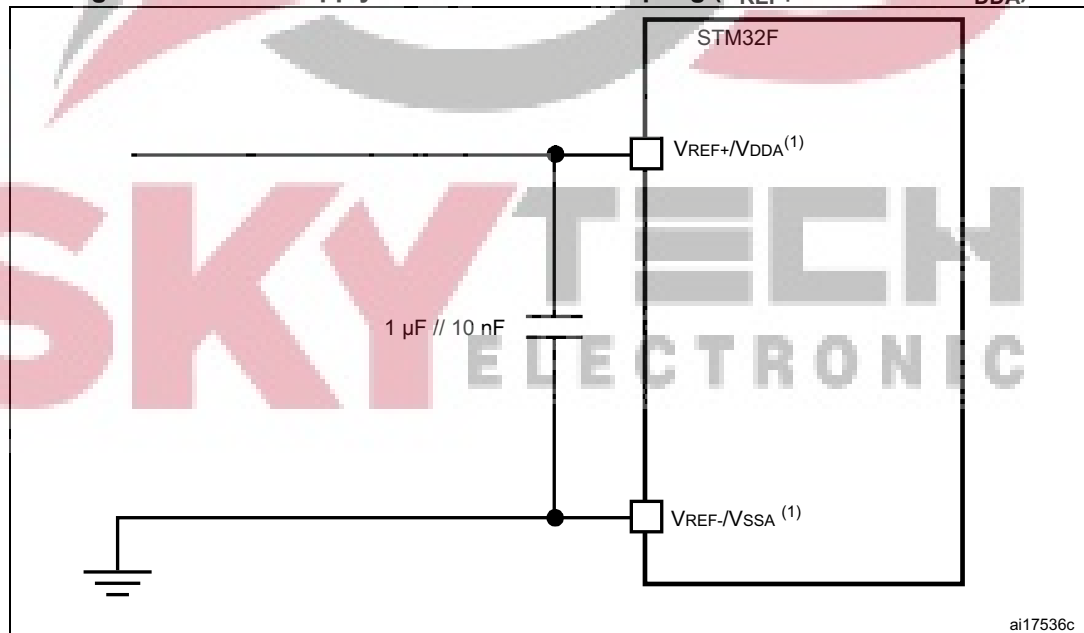 STM32F
VREF+/VDDA(1)
SKY TECH
1 µF // 10 nF
ELECTRONIC
VREF-/VSSA (1)
ai17536c